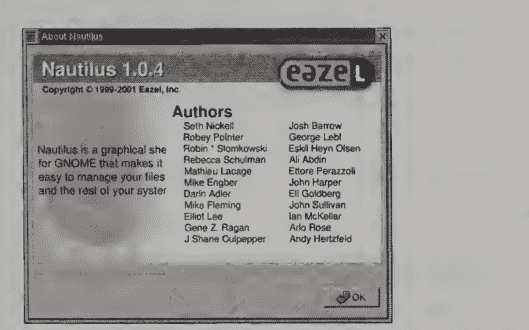 About Nautilus
Nautilus 1.0.4
eazel
Copyright © 1999-2001 Eazel, Inc.
Authors
Seth Nickell
Robey Pointer
Robin * Slomkowski
Rebecca Schulman
Mathieu Lacage
Mike Engber
Darin Adler
Mike Fleming
Elliot Lee
Gene Z. Ragan
J Shane Culpepper
Josh Barrow
George Lebl
Eskil Heyn Olsen
Ali Abdin
Ettore Perazzoli
John Harper
Eli Goldberg
John Sullivan
Ian McKellar
Arlo Rose
Andy Hertzfeld
Nautilus is a graphical she
for GNOME that makes it
easy to manage your files
and the rest of your syster
OK